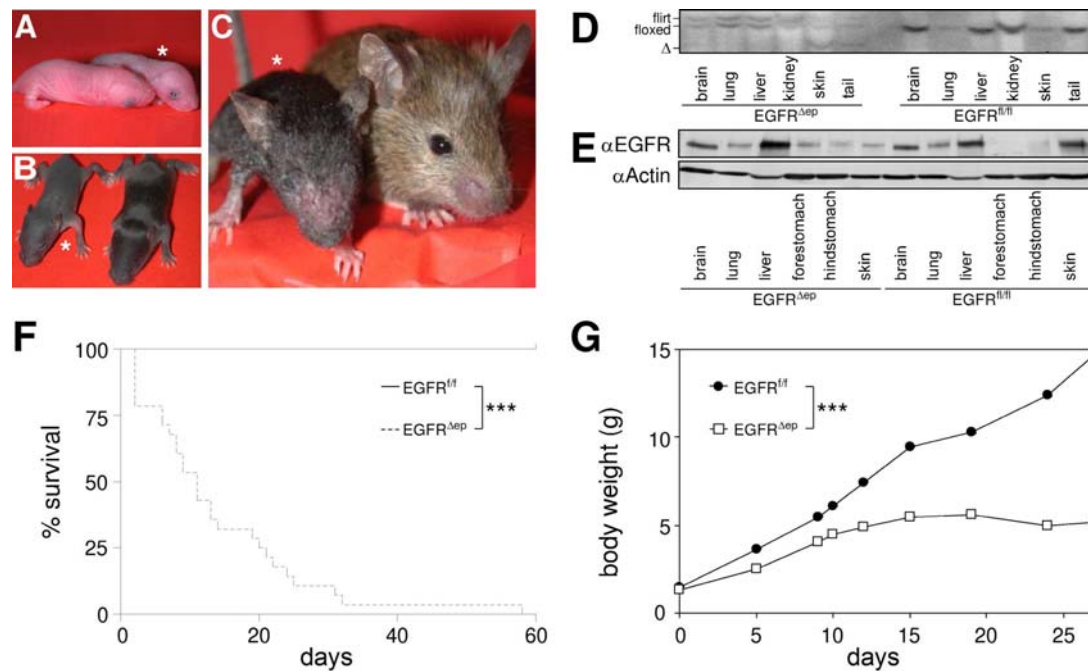 A
*
B
*
C
*
D
flirt
floxed
Δ
brain
lung
liver
kidney
skin
tail
EGFR^Δep
brain
lung
liver
kidney
skin
tail
EGFR^fl/fl
E
αEGFR
αActin
brain
lung
liver
forestomach
hindstomach
skin
EGFR^Δep
brain
lung
liver
forestomach
hindstomach
skin
EGFR^fl/fl
F
100
75
50
25
0
% survival
0 20 40 60
days
EGFR^f/f
EGFR^Δep
***
G
15
10
5
0
body weight (g)
0 5 10 15 20 25
days
EGFR^f/f
EGFR^Δep
***